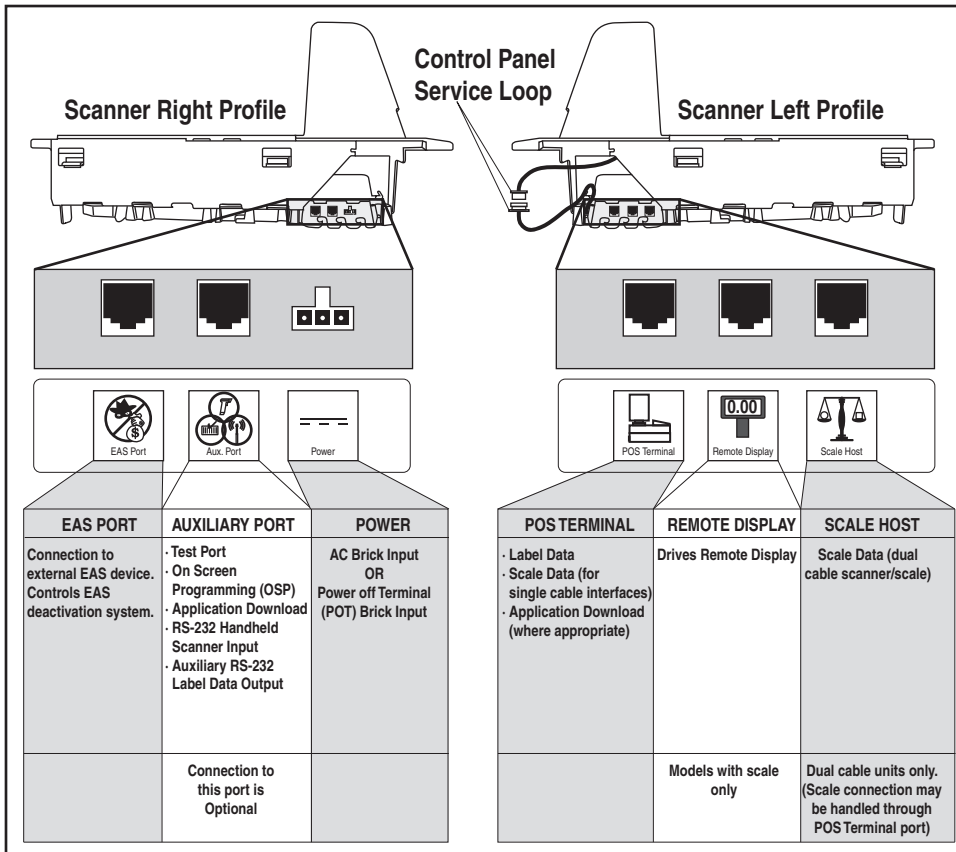 Control Panel
Service Loop
Scanner Right Profile
Scanner Left Profile
EAS Port
Aux. Port
Power
$
POS Terminal
Remote Display
Scale Host
0.00
EAS PORT
Connection to
external EAS device.
Controls EAS
deactivation system.
AUXILIARY PORT
· Test Port
· On Screen
Programming (OSP)
· Application Download
· RS-232 Handheld
Scanner Input
· Auxiliary RS-232
Label Data Output
Connection to
this port is
Optional
POWER
AC Brick Input
OR
Power off Terminal
(POT) Brick Input
POS TERMINAL
· Label Data
· Scale Data (for
single cable interfaces)
· Application Download
(where appropriate)
REMOTE DISPLAY
Drives Remote Display
Models with scale
only
SCALE HOST
Scale Data (dual
cable scanner/scale)
Dual cable units only.
(Scale connection may
be handled through
POS Terminal port)